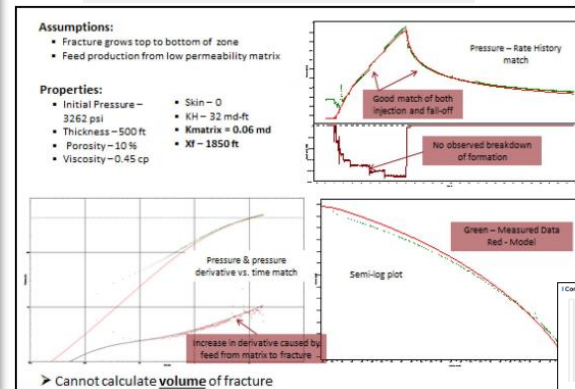 Assumptions:
▪ Fracture grows top to bottom of zone
▪ Feed production from low permeability matrix
Properties:
▪ Initial Pressure –
3262 psi
▪ Thickness – 500 ft
▪ Porosity – 10 %
▪ Viscosity – 0.45 cp
▪ Skin – 0
▪ KH – 32 md-ft
▪ Kmatrix = 0.06 md
▪ Xf – 1850 ft
Pressure – Rate History
match
Good match of both
injection and fall-off
No observed breakdown
of formation
Pressure & pressure
derivative vs. time match
Increase in derivative caused by
feed from matrix to fracture
Green – Measured Data
Red - Model
Semi-log plot
➤ Cannot calculate volume of fracture